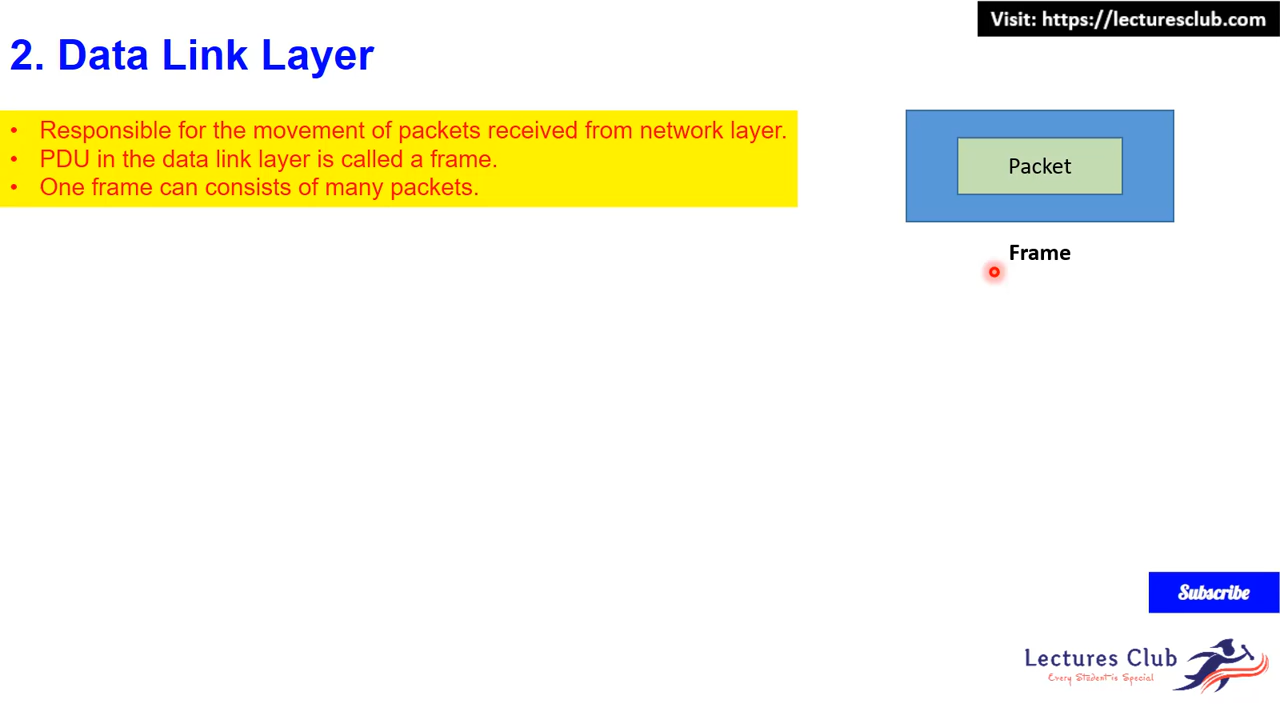 Visit: https://lecturesclub.com
2. Data Link Layer
• Responsible for the movement of packets received from network layer.
• PDU in the data link layer is called a frame.
• One frame can consists of many packets.
Packet
Frame
Subscribe
Lectures Club
Every Student is Special